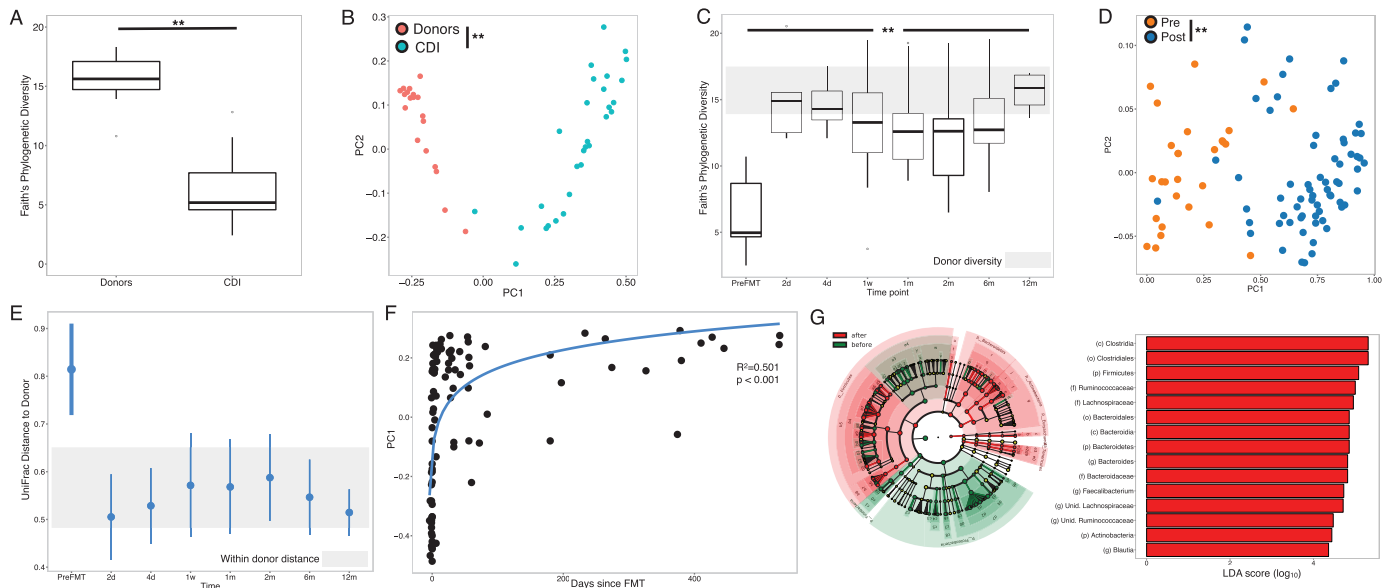 A
**
20
15
10
5
0
Faith's Phylogenetic Diversity
Donors
CDI
B
Donors
CDI
**
0.3
0.2
0.1
0.0
−0.1
−0.2
PC2
−0.25
0.00
0.25
0.50
PC1
C
**
20
15
10
5
Faith's Phylogenetic Diversity
Donor diversity
PreFMT
2d
4d
1w
1m
2m
6m
12m
Time point
D
Pre
Post
**
0.10
0.05
0.00
−0.05
PC2
0.00
0.25
0.50
0.75
1.00
PC1
E
0.9
0.8
0.7
0.6
0.5
0.4
UniFrac Distance to Donor
Within donor distance
PreFMT
2d
4d
1w
1m
2m
6m
12m
Time
F
0.2
0.0
−0.2
−0.4
PC1
R²=0.501
p < 0.001
0
200
400
Days since FMT
G
after
before
(c) Clostridia
(o) Clostridiales
(p) Firmicutes
(f) Ruminococcaceae
(f) Lachnospiraceae
(o) Bacteroidales
(c) Bacteroidia
(p) Bacteroidetes
(g) Bacteroides
(f) Bacteroidaceae
(g) Faecalibacterium
(g) Unid. Lachnospiraceae
(g) Unid. Ruminococcaceae
(p) Actinobacteria
(g) Blautia
0
2
4
LDA score (log₁₀)